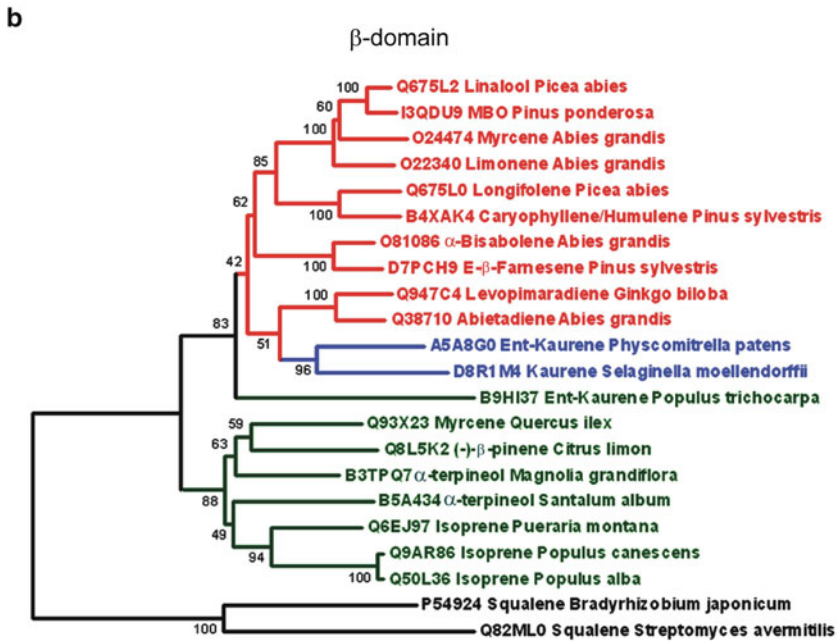 b
β-domain
100
Q675L2 Linalool Picea abies
60
I3QDU9 MBO Pinus ponderosa
100
O24474 Myrcene Abies grandis
85
O22340 Limonene Abies grandis
Q675L0 Longifolene Picea abies
62
100
B4XAK4 Caryophyllene/Humulene Pinus sylvestris
O81086 α-Bisabolene Abies grandis
42
100
D7PCH9 E-β-Farnesene Pinus sylvestris
100
Q947C4 Levopimaradiene Ginkgo biloba
83
Q38710 Abietadiene Abies grandis
51
A5A8G0 Ent-Kaurene Physcomitrella patens
96
D8R1M4 Kaurene Selaginella moellendorffii
B9HI37 Ent-Kaurene Populus trichocarpa
59
Q93X23 Myrcene Quercus ilex
63
Q8L5K2 (-)-β-pinene Citrus limon
B3TPQ7 α-terpineol Magnolia grandiflora
88
B5A434 α-terpineol Santalum album
49
Q6EJ97 Isoprene Pueraria montana
94
Q9AR86 Isoprene Populus canescens
100
Q50L36 Isoprene Populus alba
P54924 Squalene Bradyrhizobium japonicum
100
Q82ML0 Squalene Streptomyces avermitilis